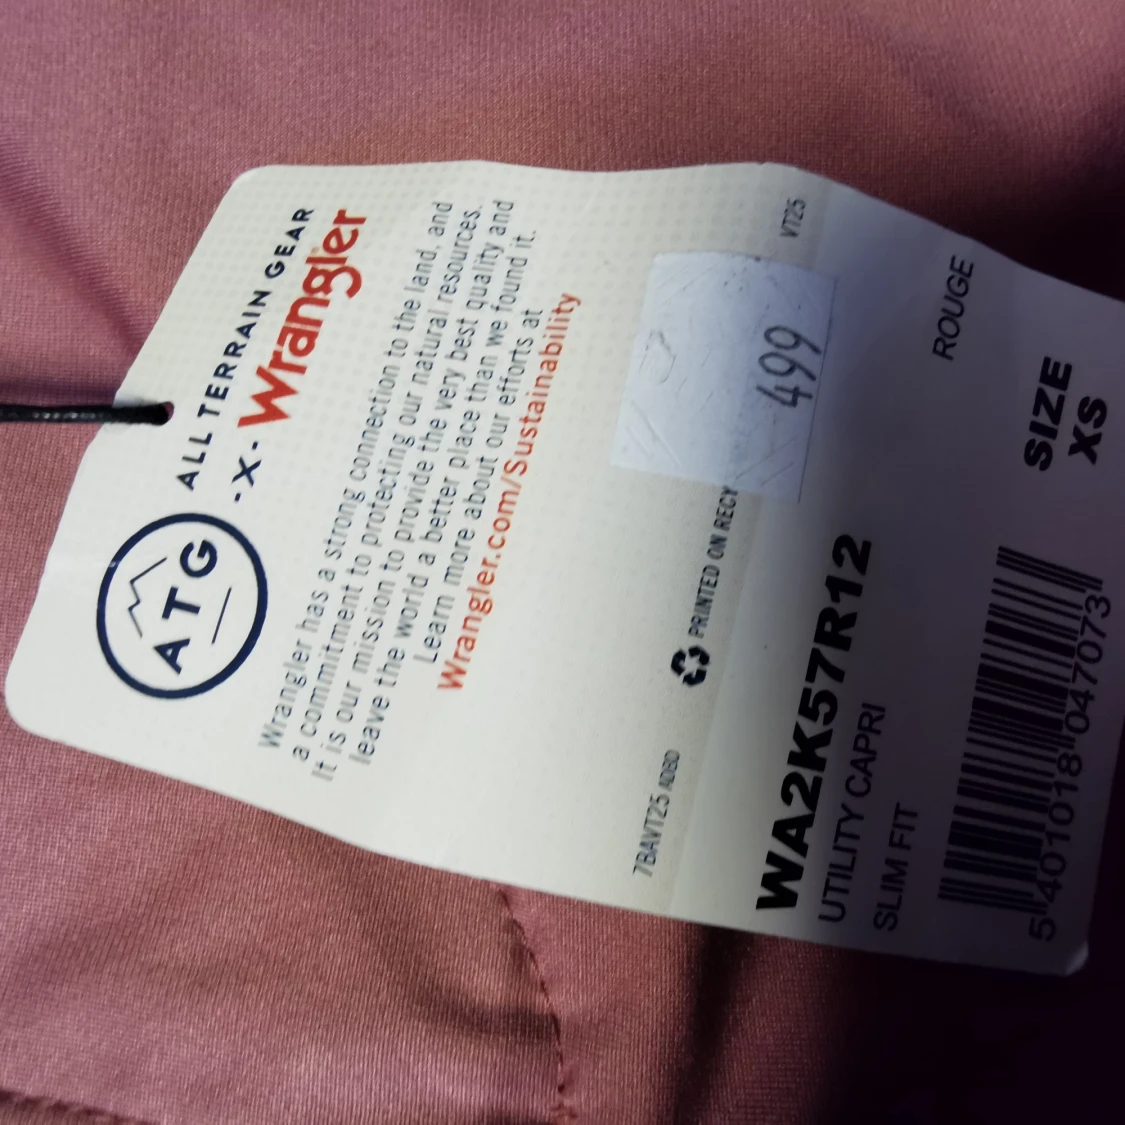 ATG
ALL TERRAIN GEAR
·X· Wrangler
Wrangler has a strong connection to the land, and
a commitment to protecting our natural resources.
It is our mission to provide the very best quality and
leave the world a better place than we found it.
Learn more about our efforts at
Wrangler.com/Sustainability
VT25
499
7BAVT25 ADBD
PRINTED ON RECY
WA2K57R12
UTILITY CAPRI
SLIM FIT
ROUGE
SIZE
XS
5 401018 047073